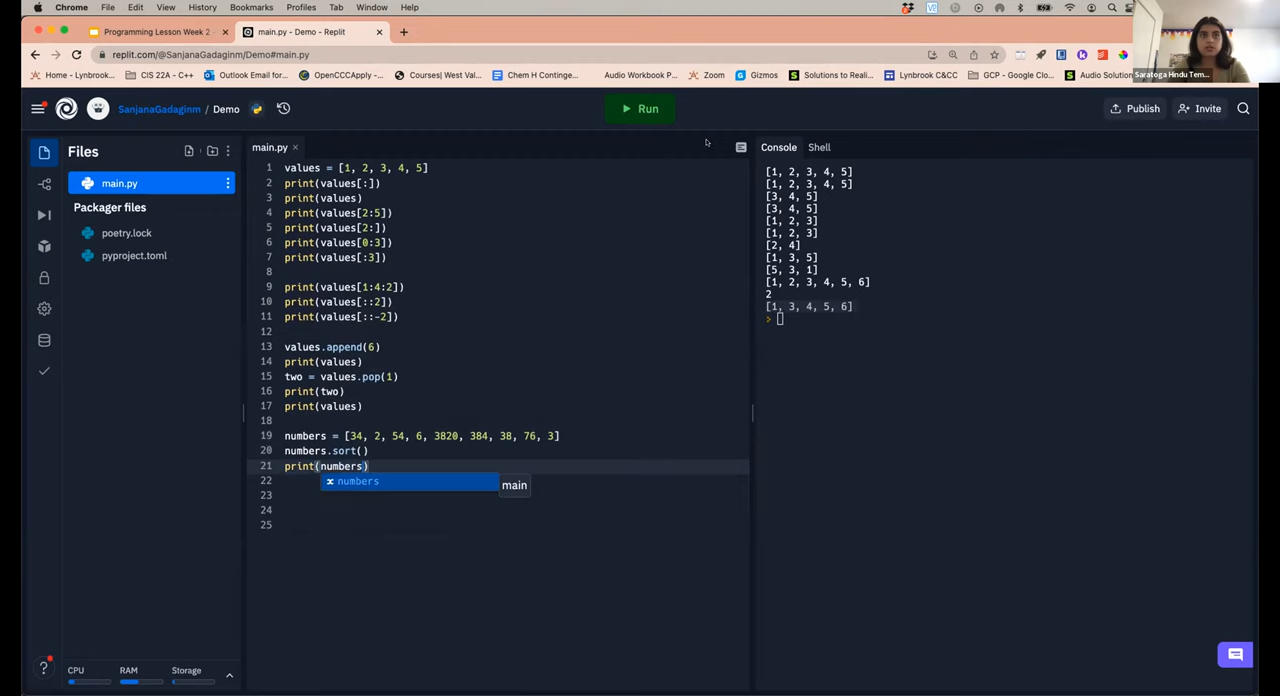 Chrome File Edit View History Bookmarks Profiles Tab Window Help
Programming Lesson Week 2 × main.py - Demo - Replit × +
replit.com/@SanjanaGadaginm/Demo#main.py
Home - Lynbrook... CIS 22A - C++ Outlook Email for... OpenCCCApply -... Courses| West Val... Chem H Continge... Audio Workbook P... Zoom Gizmos Solutions to Reali... Lynbrook C&CC GCP - Google Clo... Audio Solution
Saratoga Hindu Tem...
SanjanaGadaginm / Demo
Run
Publish
Invite
Files
main.py
Packager files
poetry.lock
pyproject.toml
CPU RAM Storage
main.py ×
1 values = [1, 2, 3, 4, 5]
2 print(values[:])
3 print(values)
4 print(values[2:5])
5 print(values[2:])
6 print(values[0:3])
7 print(values[:3])
8
9 print(values[1:4:2])
10 print(values[::2])
11 print(values[::-2])
12
13 values.append(6)
14 print(values)
15 two = values.pop(1)
16 print(two)
17 print(values)
18
19 numbers = [34, 2, 54, 6, 3820, 384, 38, 76, 3]
20 numbers.sort()
21 print(numbers)
22
numbers
main
23
24
25
Console Shell
[1, 2, 3, 4, 5]
[1, 2, 3, 4, 5]
[3, 4, 5]
[3, 4, 5]
[1, 2, 3]
[1, 2, 3]
[2, 4]
[1, 3, 5]
[5, 3, 1]
[1, 2, 3, 4, 5, 6]
2
[1, 3, 4, 5, 6]
>